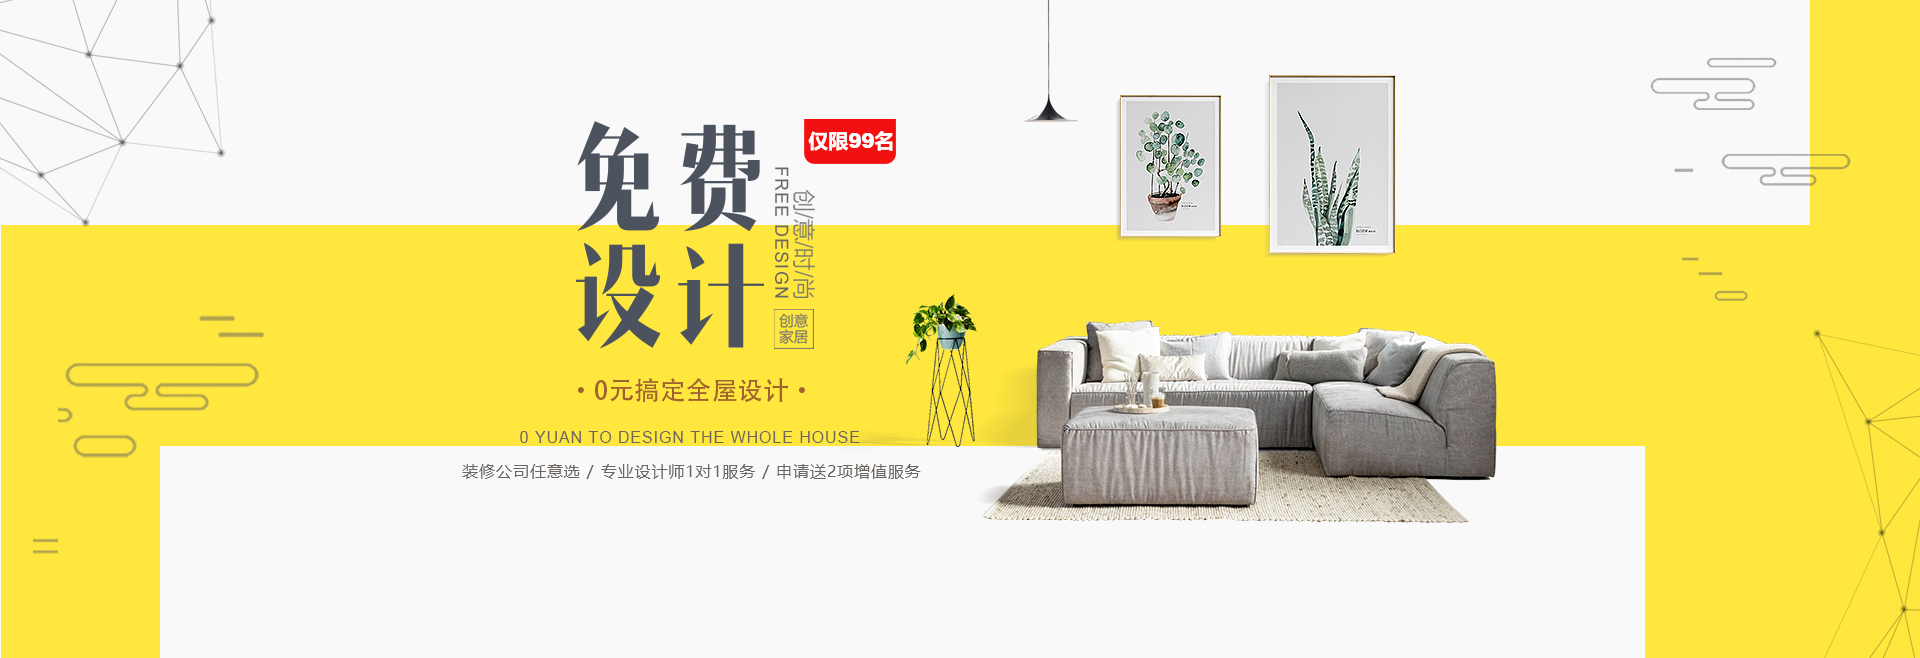 免费
设计
仅限99名
FREE DESIGN
创/意/时/尚
创意
家居
• 0元搞定全屋设计 •
0 YUAN TO DESIGN THE WHOLE HOUSE
装修公司任意选 / 专业设计师1对1服务 / 申请送2项增值服务